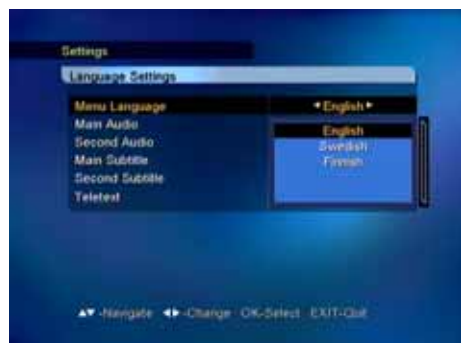 Settings
Language Settings
Menu Language ◂English▸
Main Audio
English
Second Audio
Swedish
Main Subtitle
Finnish
Second Subtitle
Teletext
▲▼-Navigate ◂▸-Change OK-Select EXIT-Quit